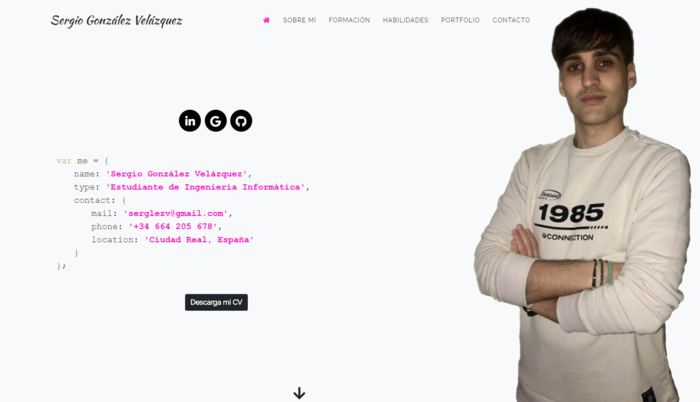 Sergio González Velázquez
SOBRE MÍ FORMACIÓN HABILIDADES PORTFOLIO CONTACTO
in G
var me = {
name: 'Sergio González Velázquez',
type: 'Estudiante de Ingeniería Informática',
contact: {
mail: 'serglezv@gmail.com',
phone: '+34 664 205 678',
location: 'Ciudad Real, España'
}
};
Descarga mi CV
1985
@CONNECTION